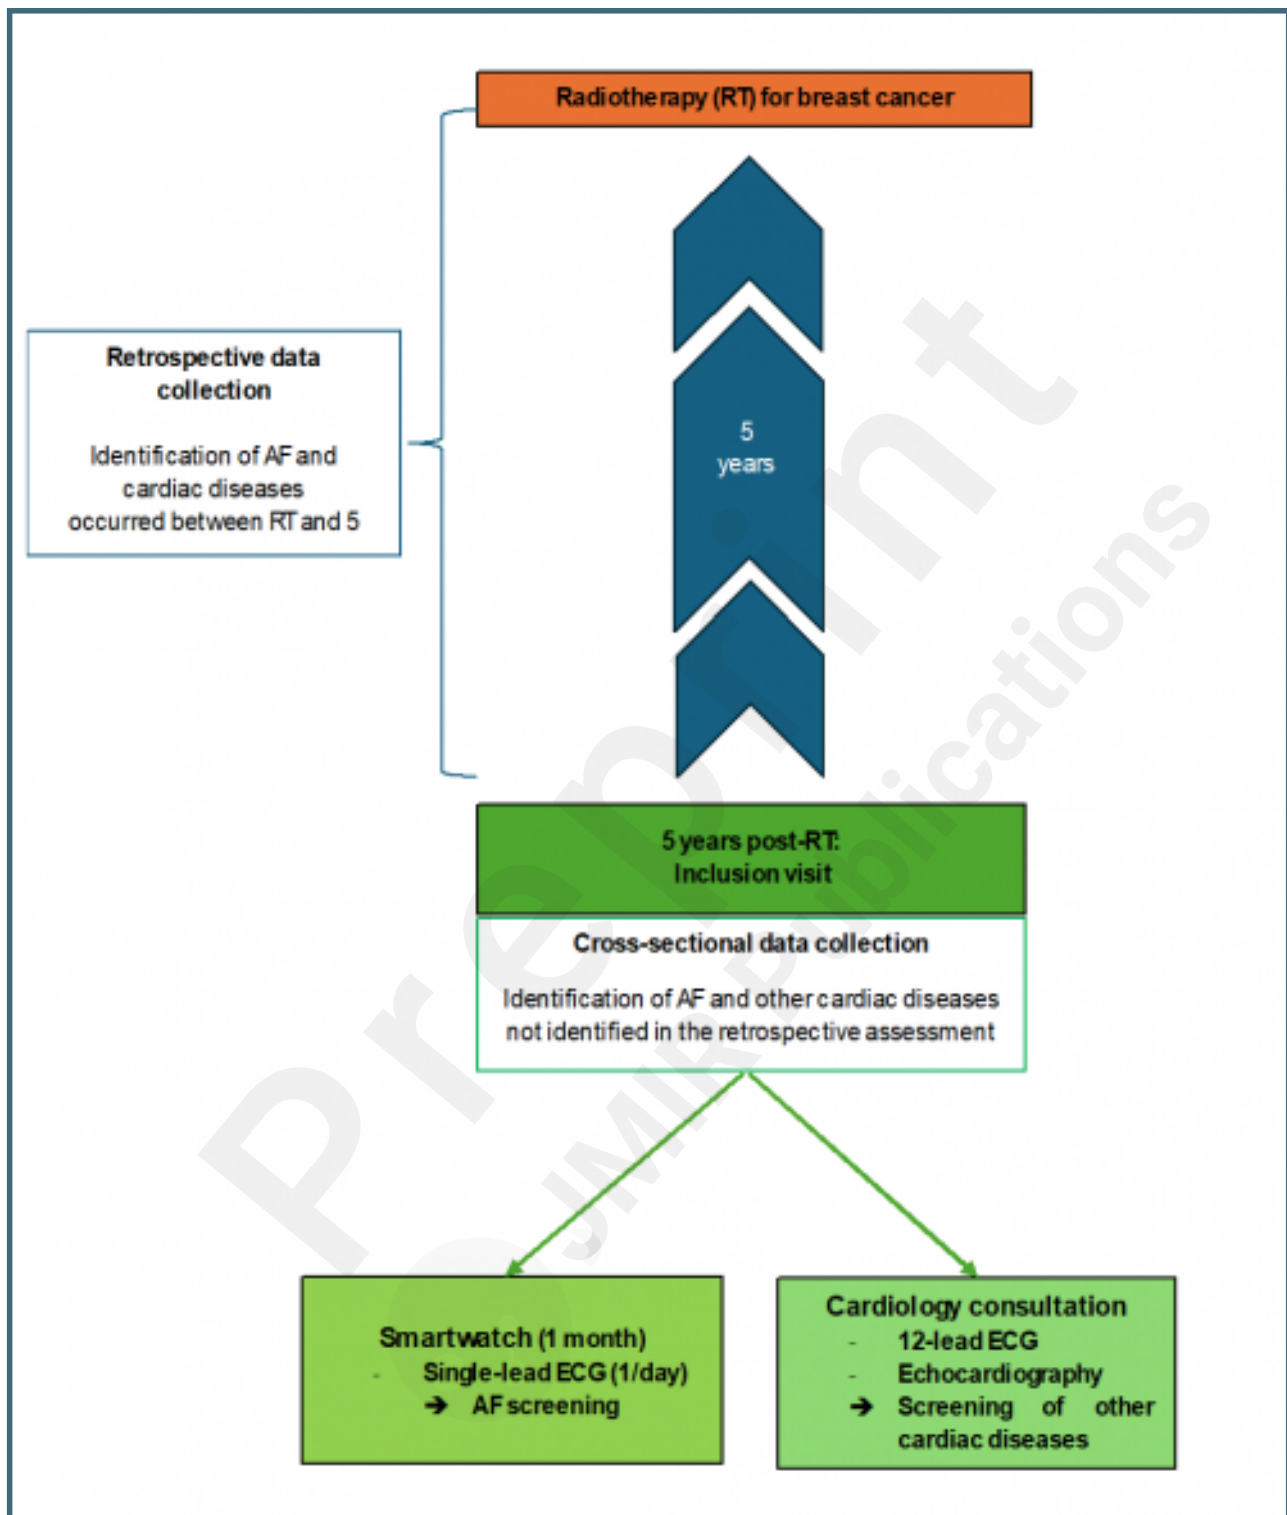 Radiotherapy (RT) for breast cancer
Retrospective data
collection
Identification of AF and
cardiac diseases
occurred between RT and 5
5
years
5 years post-RT:
Inclusion visit
Cross-sectional data collection
Identification of AF and other cardiac diseases
not identified in the retrospective assessment
Smartwatch (1 month)
- Single-lead ECG (1/day)
➔ AF screening
Cardiology consultation
- 12-lead ECG
- Echocardiography
➔ Screening of other
cardiac diseases
Preprint
JMIR Publications